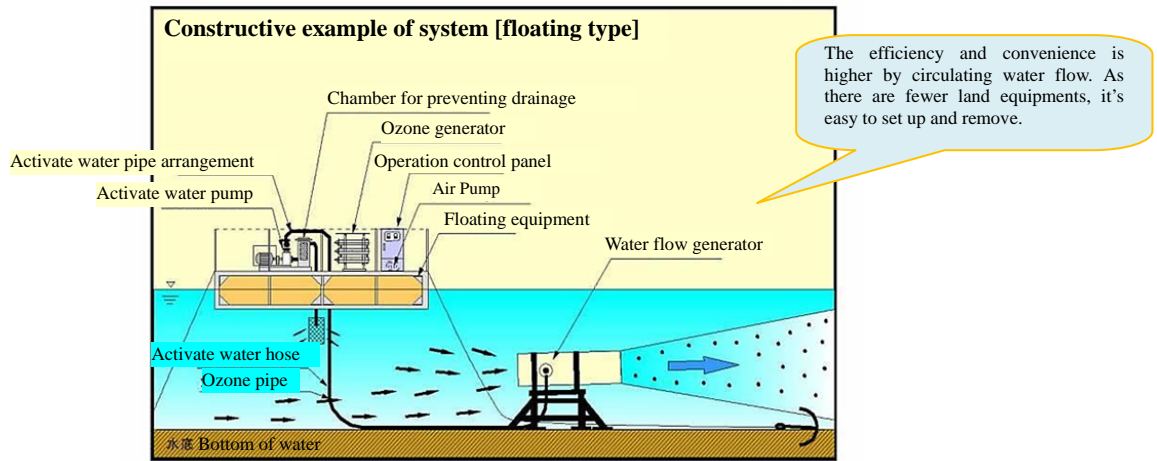 Constructive example of system [floating type]
The efficiency and convenience is
higher by circulating water flow. As
there are fewer land equipments, it's
easy to set up and remove.
Chamber for preventing drainage
Ozone generator
Activate water pipe arrangement
Operation control panel
Activate water pump
Air Pump
Floating equipment
Water flow generator
Activate water hose
Ozone pipe
水底 Bottom of water